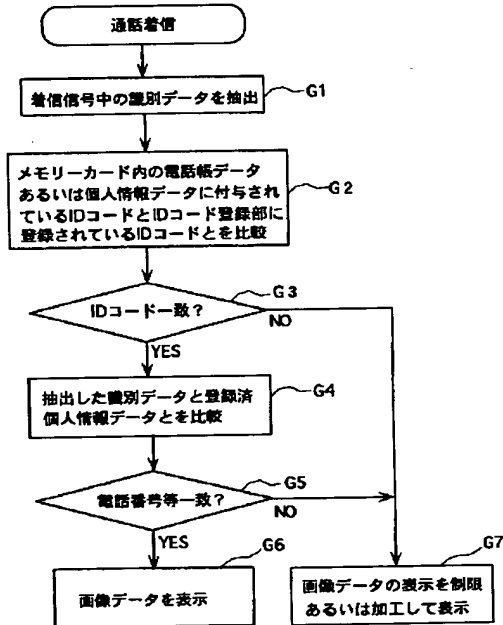 通話着信
着信信号中の識別データを抽出
G1
メモリーカード内の電話帳データ
あるいは個人情報データに付与され
ているIDコードとIDコード登録部に
登録されているIDコードとを比較
G2
IDコード一致?
G3
NO
YES
抽出した識別データと登録済
個人情報データとを比較
G4
電話番号等一致?
G5
NO
YES
画像データを表示
G6
画像データの表示を制限
あるいは加工して表示
G7